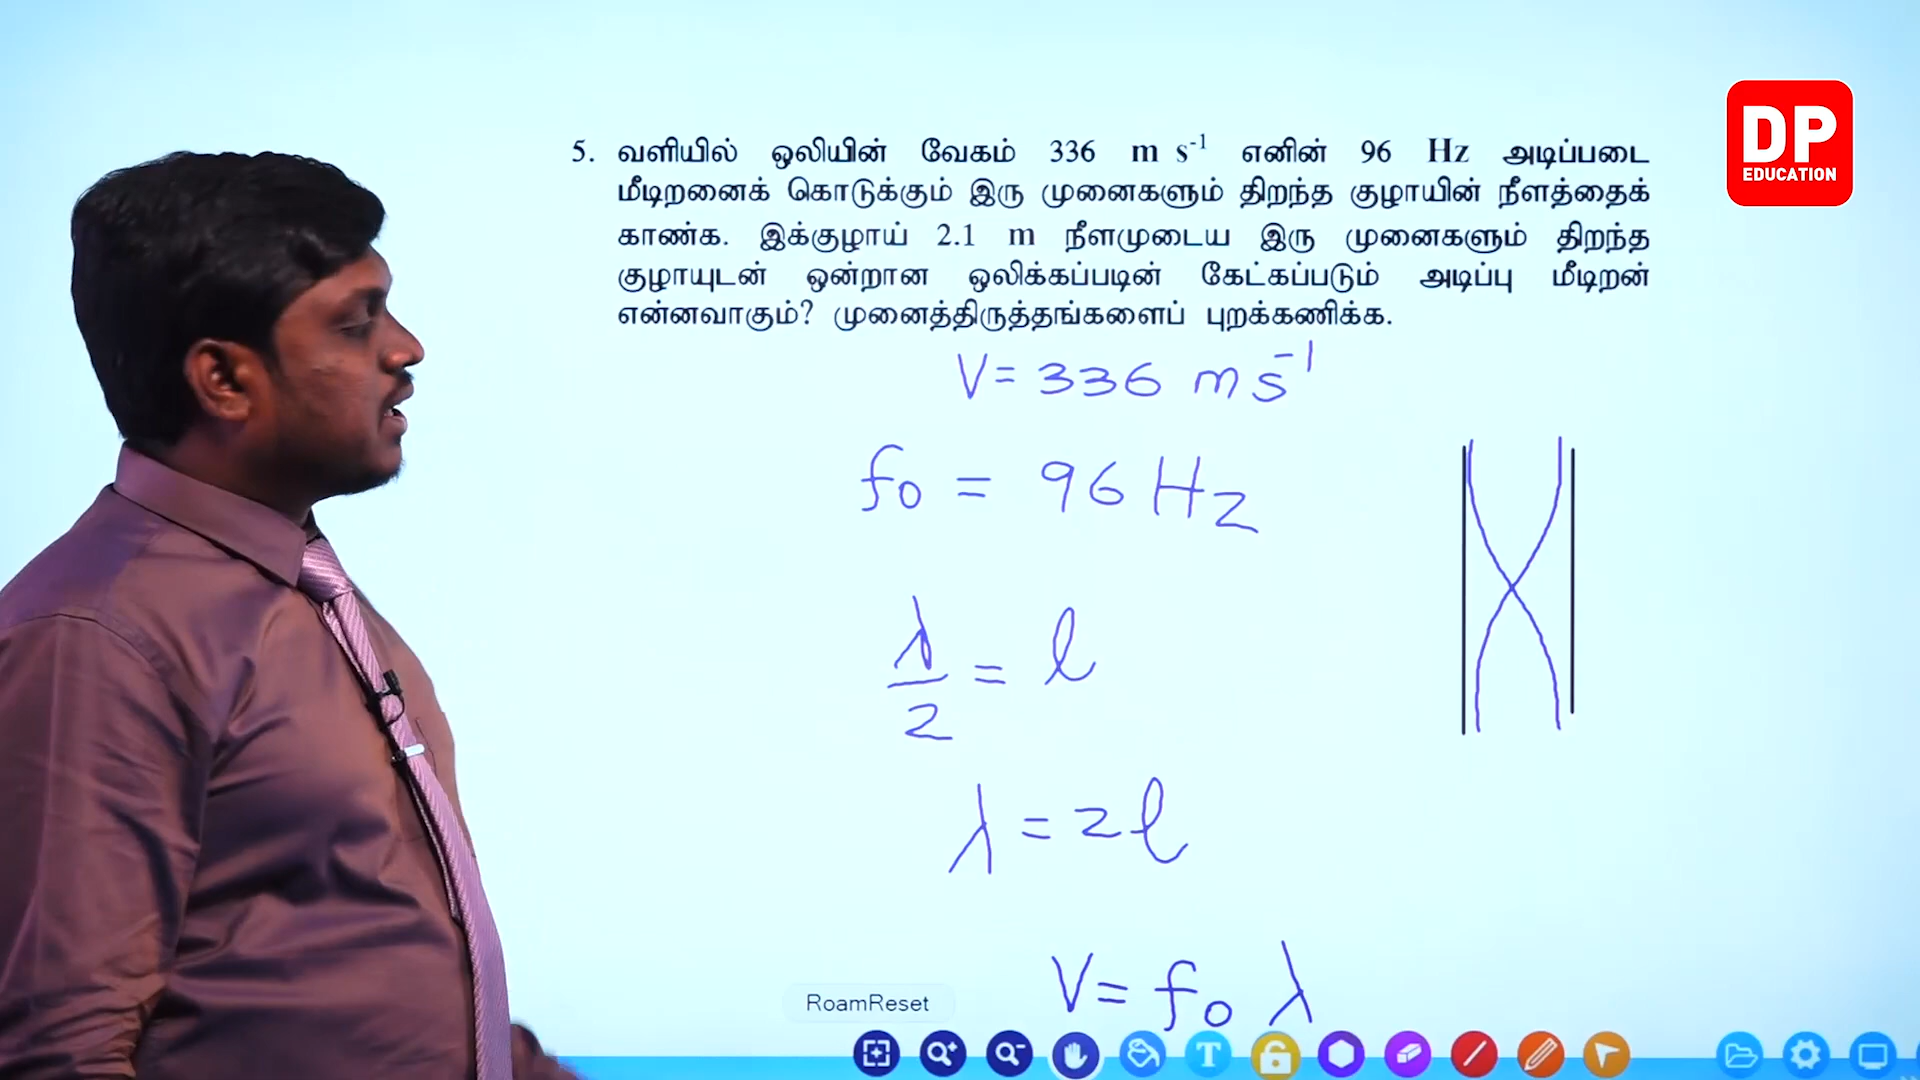 DP
EDUCATION
5. வளியில் ஒலியின் வேகம் 336 m s⁻¹ எனின் 96 Hz அடிப்படை
மீடிறனைக் கொடுக்கும் இரு முனைகளும் திறந்த குழாயின் நீளத்தைக்
காண்க. இக்குழாய் 2.1 m நீளமுடைய இரு முனைகளும் திறந்த
குழாயுடன் ஒன்றான ஒலிக்கப்படின் கேட்கப்படும் அடிப்பு மீடிறன்
என்னவாகும்? முனைத்திருத்தங்களைப் புறக்கணிக்க.
V = 336 m s⁻¹
f₀ = 96 Hz
λ/2 = l
λ = 2l
V = f₀ λ
RoamReset
T